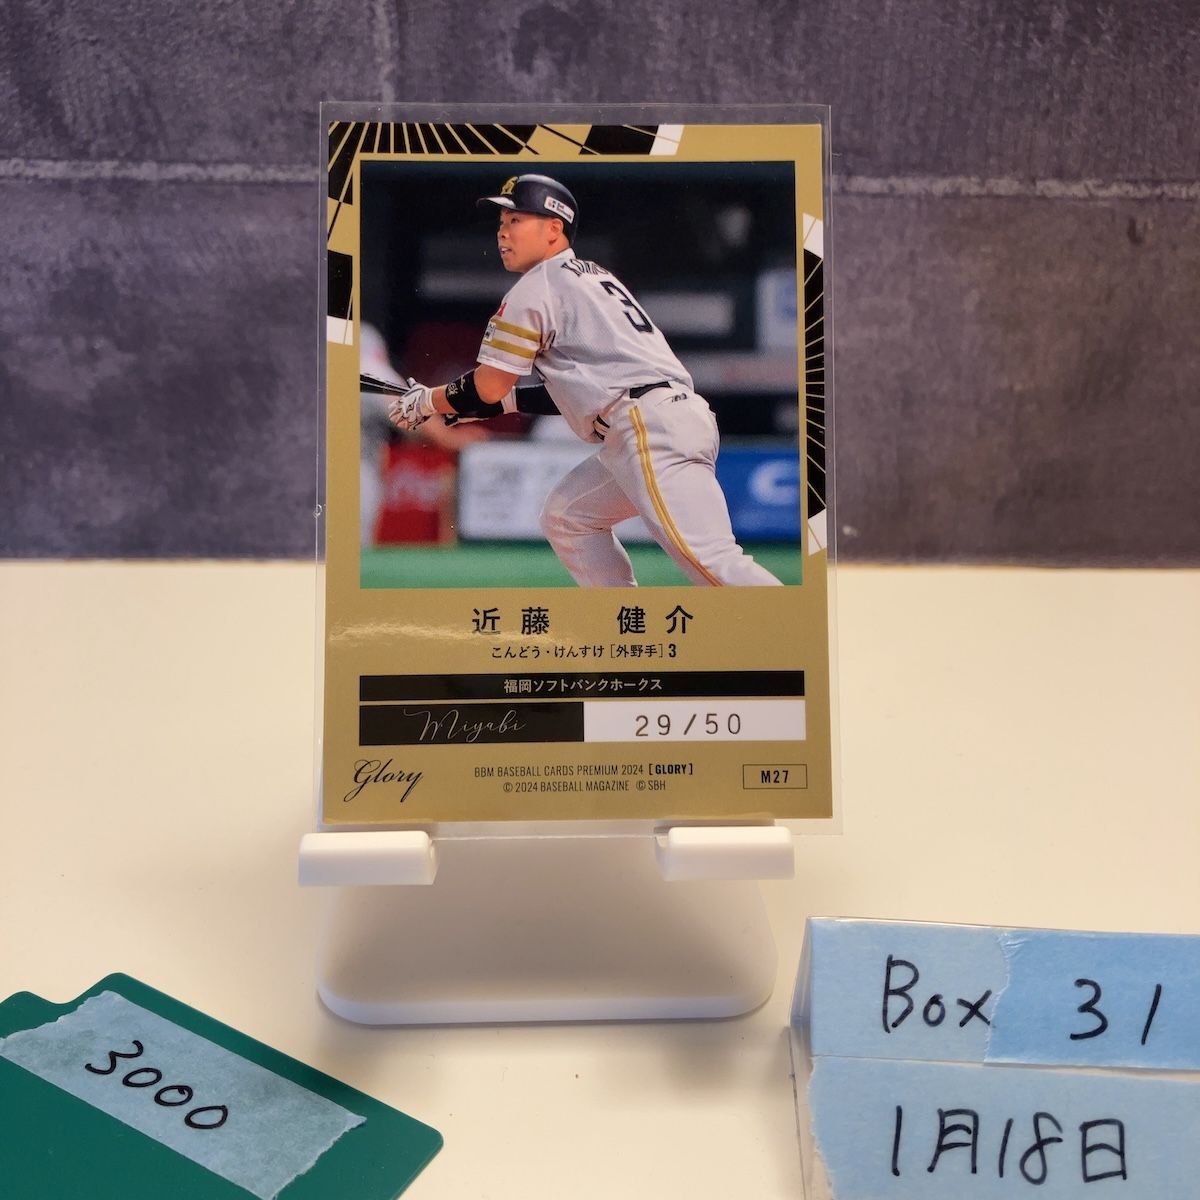 3
近藤 健介
こんどう・けんすけ [外野手] 3
福岡ソフトバンクホークス
Miyabi
29/50
Glory
BBM BASEBALL CARDS PREMIUM 2024 [GLORY]
© 2024 BASEBALL MAGAZINE © SBH
M27
3000
Box 31
1月18日